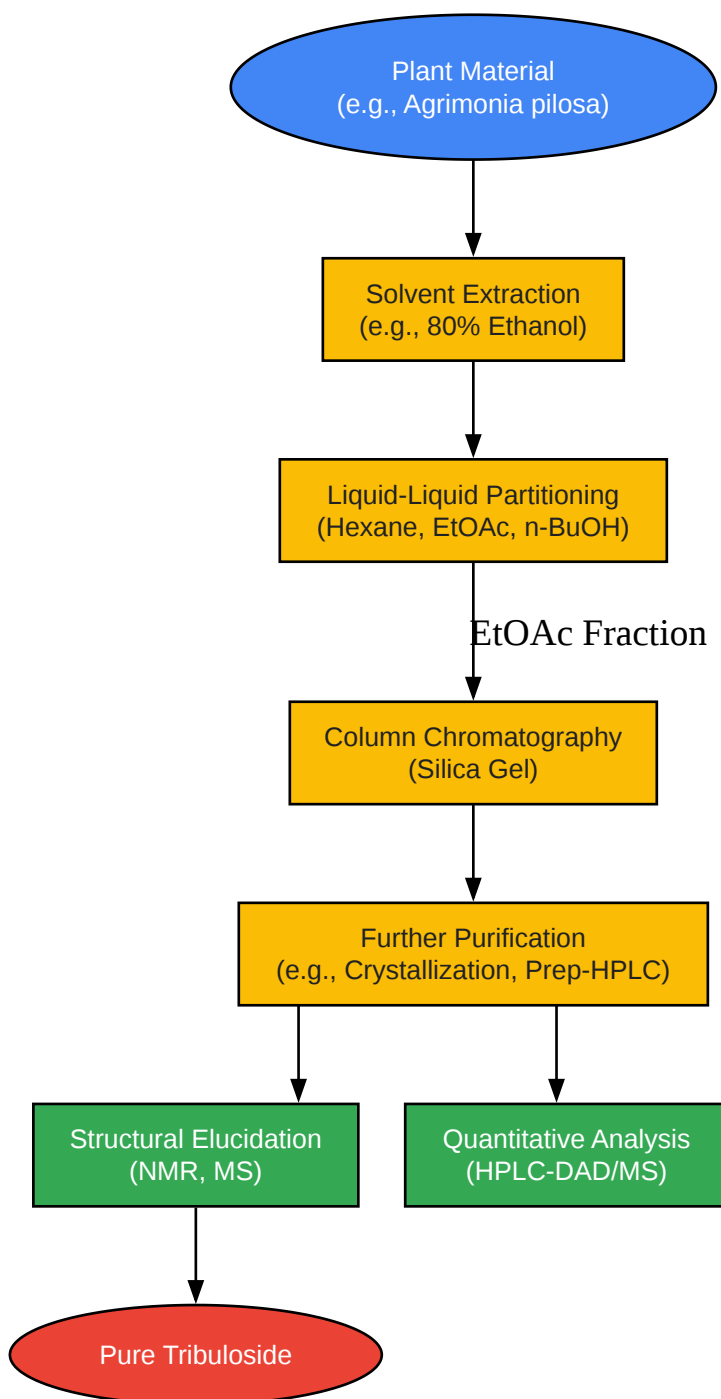 Plant Material
(e.g., Agrimonia pilosa)
Solvent Extraction
(e.g., 80% Ethanol)
Liquid-Liquid Partitioning
(Hexane, EtOAc, n-BuOH)
EtOAc Fraction
Column Chromatography
(Silica Gel)
Further Purification
(e.g., Crystallization, Prep-HPLC)
Structural Elucidation
(NMR, MS)
Quantitative Analysis
(HPLC-DAD/MS)
Pure Tribuloside